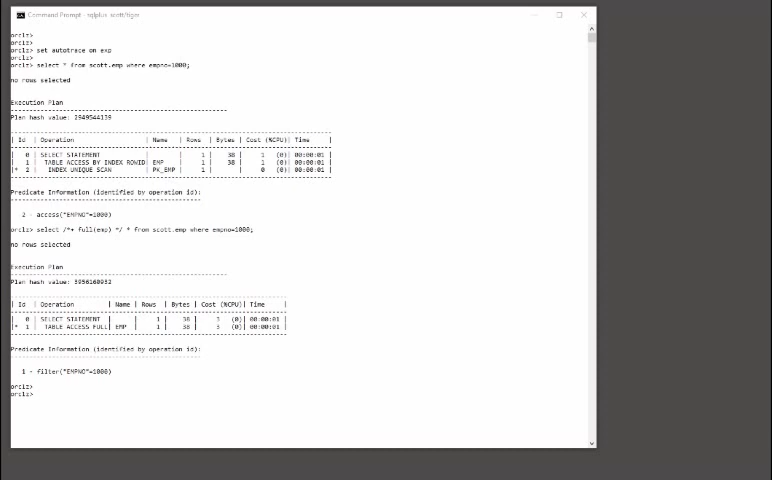 Command Prompt - sqlplus scott/tiger
orclz>
orclz>
orclz> set autotrace on exp
orclz>
orclz> select * from scott.emp where empno=1000;
no rows selected
Execution Plan
----------------------------------------------------------
Plan hash value: 2949544139
--------------------------------------------------------------------------------------
| Id | Operation | Name | Rows | Bytes | Cost (%CPU)| Time |
--------------------------------------------------------------------------------------
| 0 | SELECT STATEMENT | | 1 | 38 | 1 (0)| 00:00:01 |
| 1 | TABLE ACCESS BY INDEX ROWID| EMP | 1 | 38 | 1 (0)| 00:00:01 |
|* 2 | INDEX UNIQUE SCAN | PK_EMP | 1 | | 0 (0)| 00:00:01 |
--------------------------------------------------------------------------------------
Predicate Information (identified by operation id):
---------------------------------------------------
2 - access("EMPNO"=1000)
orclz> select /*+ full(emp) */ * from scott.emp where empno=1000;
no rows selected
Execution Plan
----------------------------------------------------------
Plan hash value: 3956160932
--------------------------------------------------------------------------
| Id | Operation | Name | Rows | Bytes | Cost (%CPU)| Time |
--------------------------------------------------------------------------
| 0 | SELECT STATEMENT | | 1 | 38 | 3 (0)| 00:00:01 |
|* 1 | TABLE ACCESS FULL| EMP | 1 | 38 | 3 (0)| 00:00:01 |
--------------------------------------------------------------------------
Predicate Information (identified by operation id):
---------------------------------------------------
1 - filter("EMPNO"=1000)
orclz>
orclz>